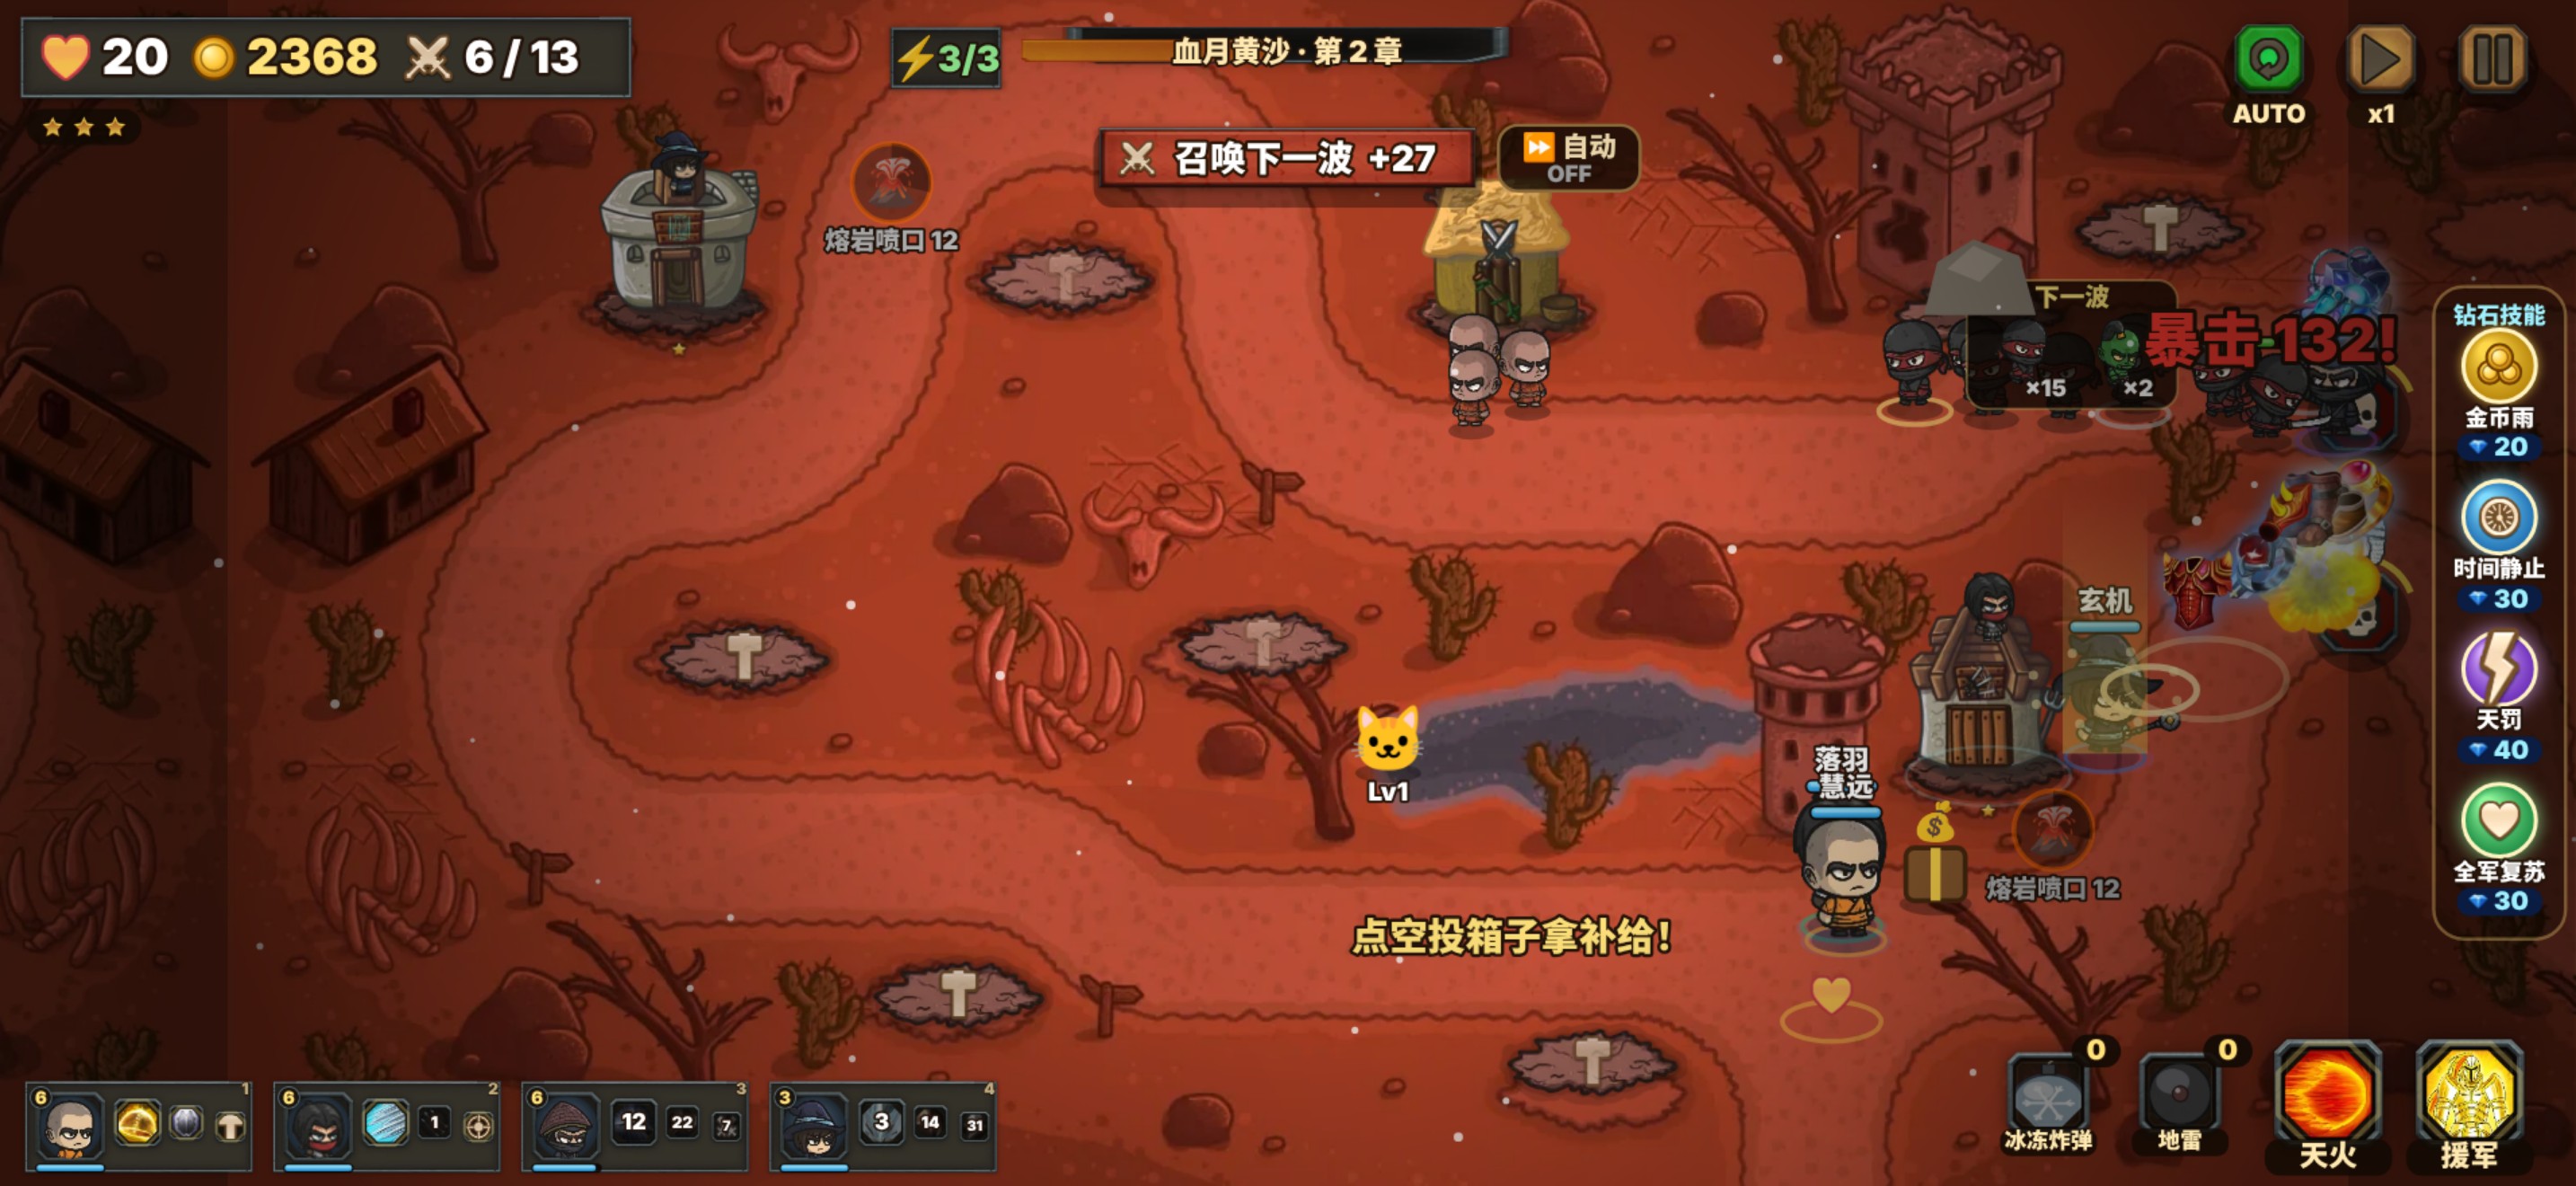 20 2368 6/13
3/3
血月黄沙·第2章
AUTO
x1
召唤下一波 +27
自动
OFF
熔岩喷口 12
下一波
×15
×2
暴击-132!
钻石技能
金币雨
20
时间静止
30
天罚
40
全军复苏
30
玄机
Lv1
落羽
慧远
$
熔岩喷口 12
点空投箱子拿补给!
6 1
6 1 2
6 12 22 7 3
3 3 14 31 4
0
冰冻炸弹
0
地雷
天火
援军